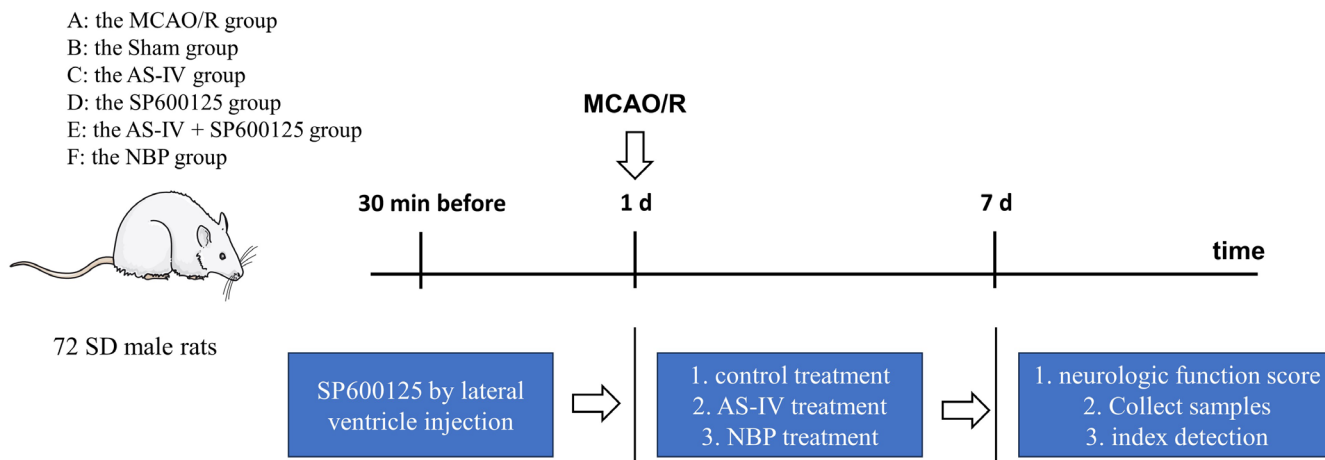 A: the MCAO/R group
B: the Sham group
C: the AS-IV group
D: the SP600125 group
E: the AS-IV + SP600125 group
F: the NBP group
MCAO/R
30 min before
1 d
7 d
time
72 SD male rats
SP600125 by lateral
ventricle injection
1. control treatment
2. AS-IV treatment
3. NBP treatment
1. neurologic function score
2. Collect samples
3. index detection